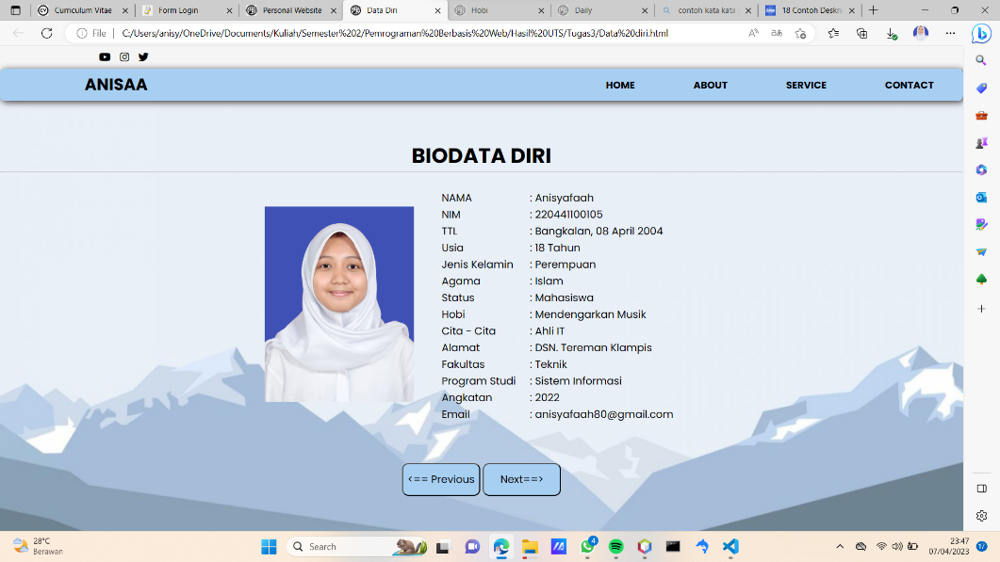 Curriculum Vitae
Form Login
Personal Website
Data Diri
Hobi
Daily
contoh kata kata
18 Contoh Deskri
File
C:/Users/anisy/OneDrive/Documents/Kuliah/Semester%202/Pemrograman%20Berbasis%20Web/Hasil%20UTS/Tugas3/Data%20diri.html
ANISAA
HOME ABOUT SERVICE CONTACT
BIODATA DIRI
NAMA : Anisyafaah
NIM : 220441100105
TTL : Bangkalan, 08 April 2004
Usia : 18 Tahun
Jenis Kelamin : Perempuan
Agama : Islam
Status : Mahasiswa
Hobi : Mendengarkan Musik
Cita - Cita : Ahli IT
Alamat : DSN. Tereman Klampis
Fakultas : Teknik
Program Studi : Sistem Informasi
Angkatan : 2022
Email : anisyafaah80@gmail.com
<== Previous Next==>
28°C
Berawan
Search
4
23:47
07/04/2023
17